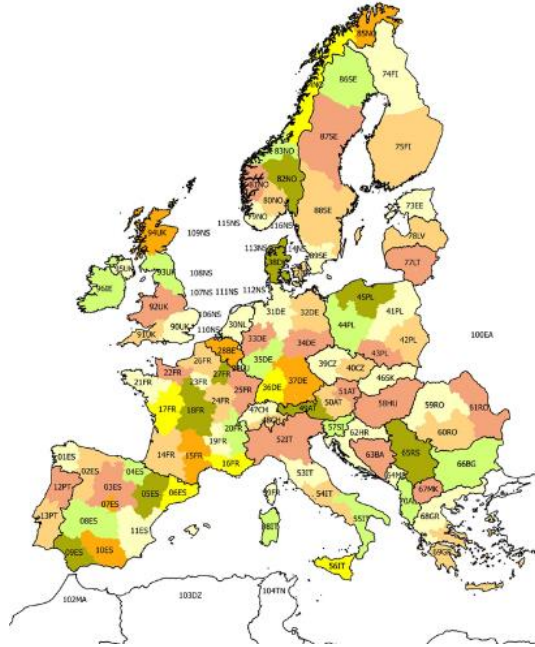 85NO
74FI
86SE
87SE
75FI
83NO
82NO
81NO
80NO
79NO
115NS
116NS
88SE
73EE
94UK
109NS
113NS
89SE
78LV
77LT
93UK
108NS
96IE
107NS
111NS
112NS
45PL
92UK
106NS
31DE
32DE
41PL
44PL
90UK
110NS
30NL
33DE
34DE
42PL
100EA
28BE
35DE
43PL
26FR
39CZ
40CZ
22FR
27FR
46SK
21FR
23FR
25FR
36DE
37DE
24FR
51AT
17FR
18FR
47CH
49AT
50AT
58HU
59RO
61RO
20FR
57SI
62HR
60RO
19FR
52IT
14FR
15FR
63BA
65RS
01ES
16FR
53IT
66BG
02ES
04ES
12PT
03ES
05ES
06ES
54IT
67MK
07ES
55IT
13PT
68GR
08ES
11ES
69GR
09ES
10ES
56IT
102MA
103DZ
104TN